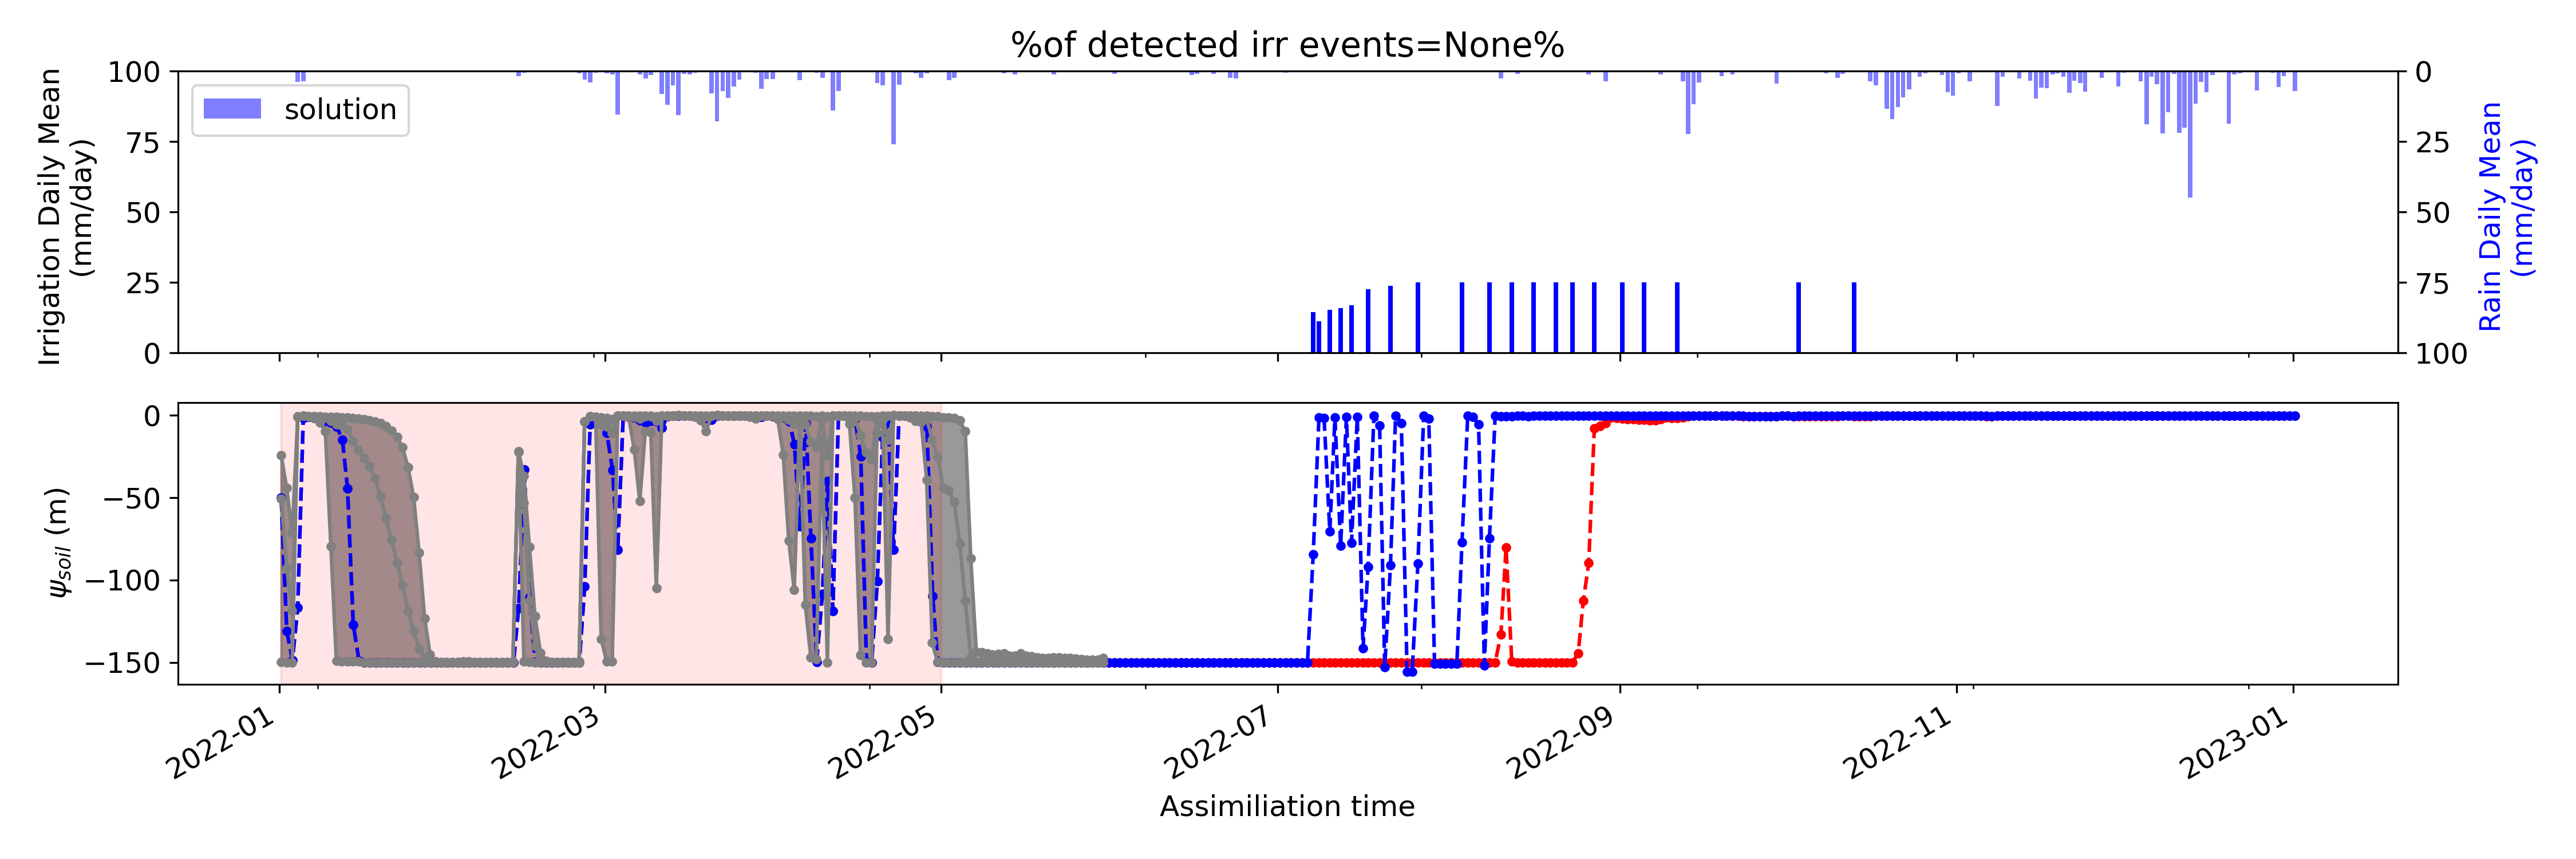 %of detected irr events=None%
Irrigation Daily Mean
(mm/day)
100
75
50
25
0
solution
0
25
50
75
100
Rain Daily Mean
(mm/day)
ψsoil (m)
0
−50
−100
−150
2022-01
2022-03
2022-05
2022-07
2022-09
2022-11
2023-01
Assimiliation time